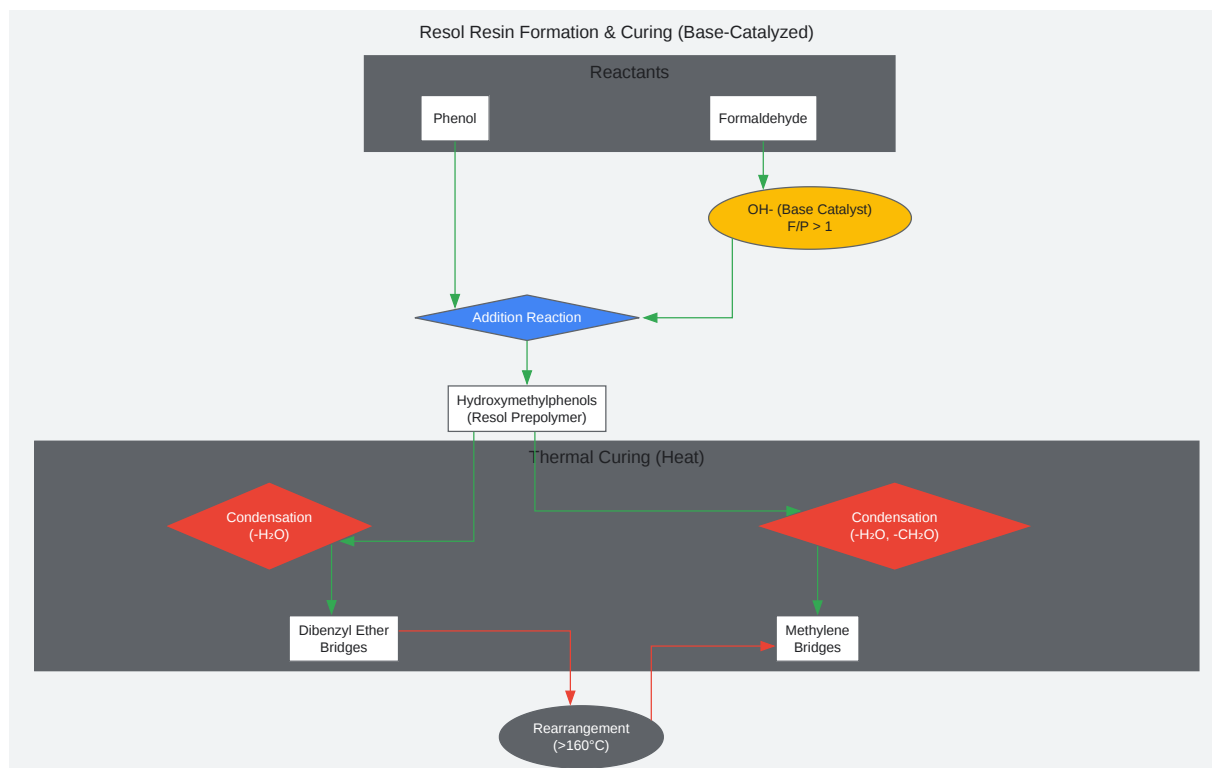 Resol Resin Formation & Curing (Base-Catalyzed)
Reactants
Phenol
Formaldehyde
OH- (Base Catalyst)
F/P > 1
Addition Reaction
Hydroxymethylphenols
(Resol Prepolymer)
Thermal Curing (Heat)
Condensation
(-H₂O)
Condensation
(-H₂O, -CH₂O)
Dibenzyl Ether
Bridges
Methylene
Bridges
Rearrangement
(>160°C)